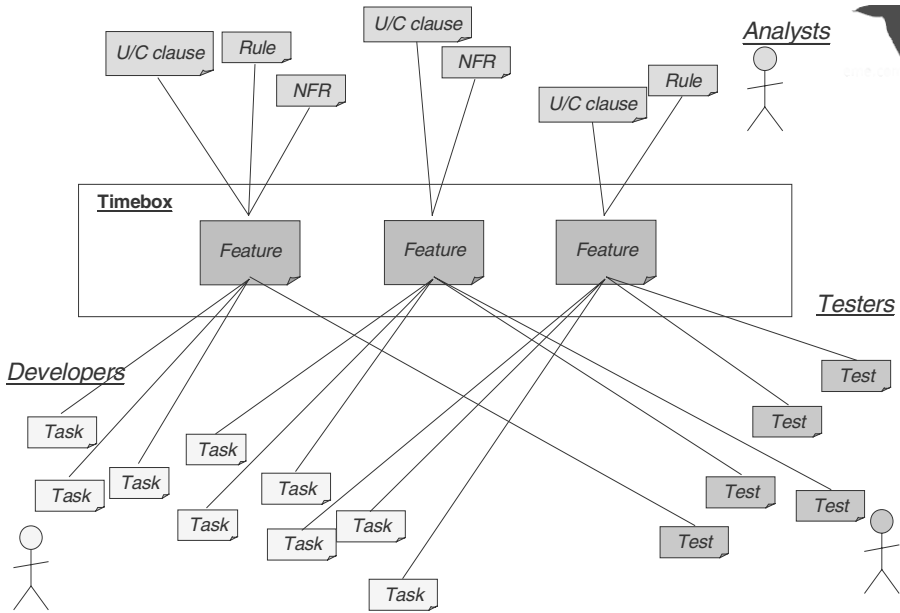 U/C clause
Rule
NFR
U/C clause
NFR
U/C clause
Rule
Analysts
Timebox
Feature
Feature
Feature
Testers
Developers
Test
Test
Task
Task
Task
Task
Task
Task
Task
Task
Task
Task
Test
Test
Test